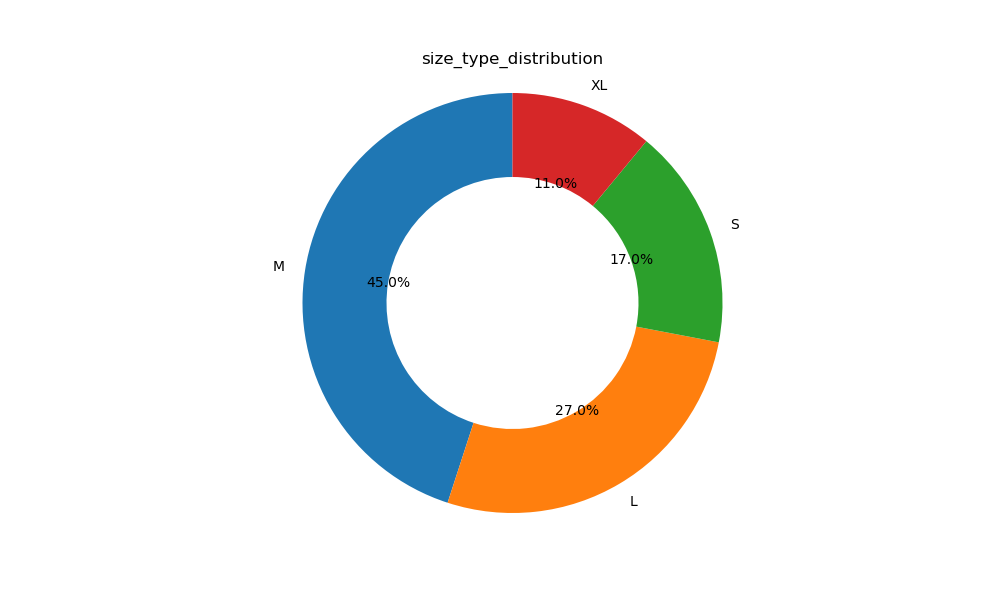 size_type_distribution
XL
11.0%
S
17.0%
M
45.0%
27.0%
L